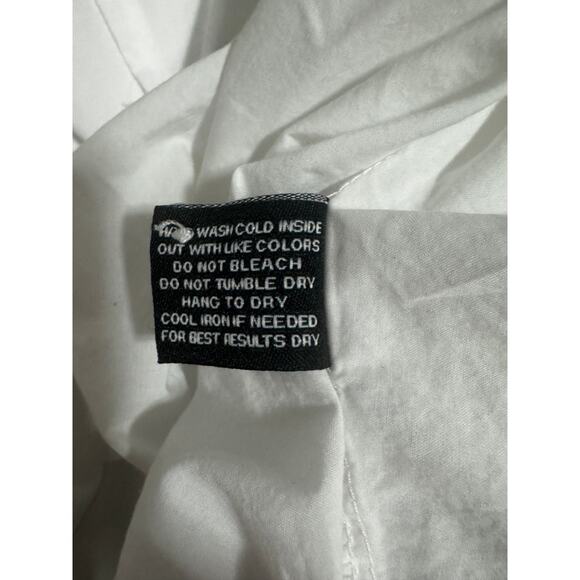 HAND WASH COLD INSIDE
OUT WITH LIKE COLORS
DO NOT BLEACH
DO NOT TUMBLE DRY
HANG TO DRY
COOL IRON IF NEEDED
FOR BEST RESULTS DRY